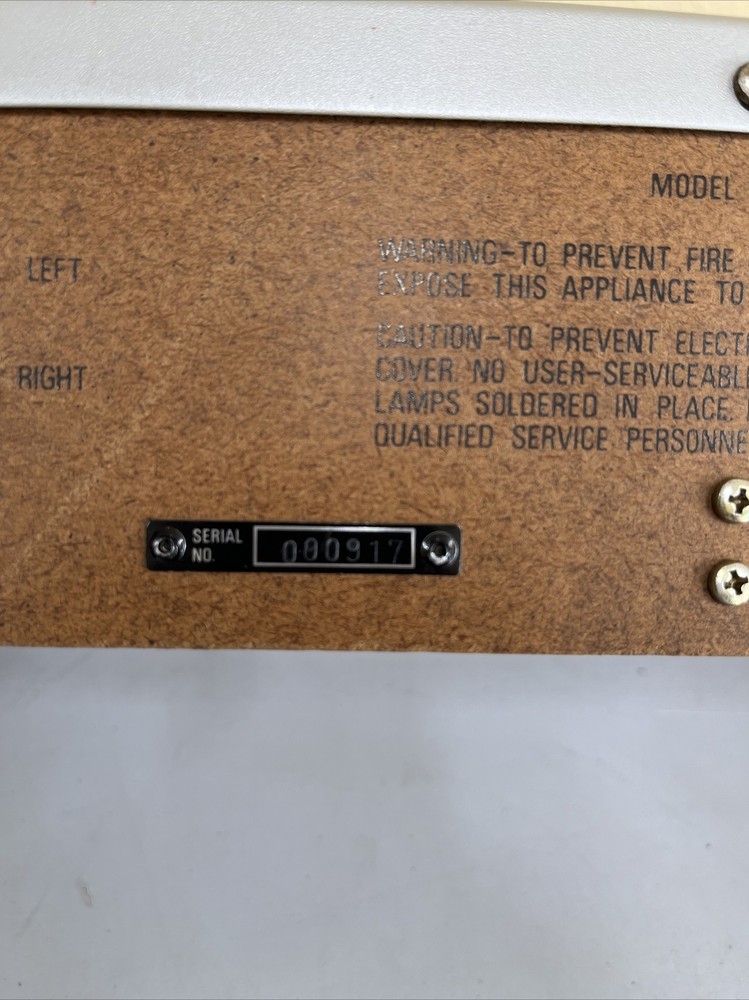 MODEL
LEFT
WARNING-TO PREVENT FIRE
EXPOSE THIS APPLIANCE TO
RIGHT
CAUTION-TO PREVENT ELECT
COVER. NO USER-SERVICEABL
LAMPS SOLDERED IN PLACE.
QUALIFIED SERVICE PERSONNE
SERIAL
NO. 000917